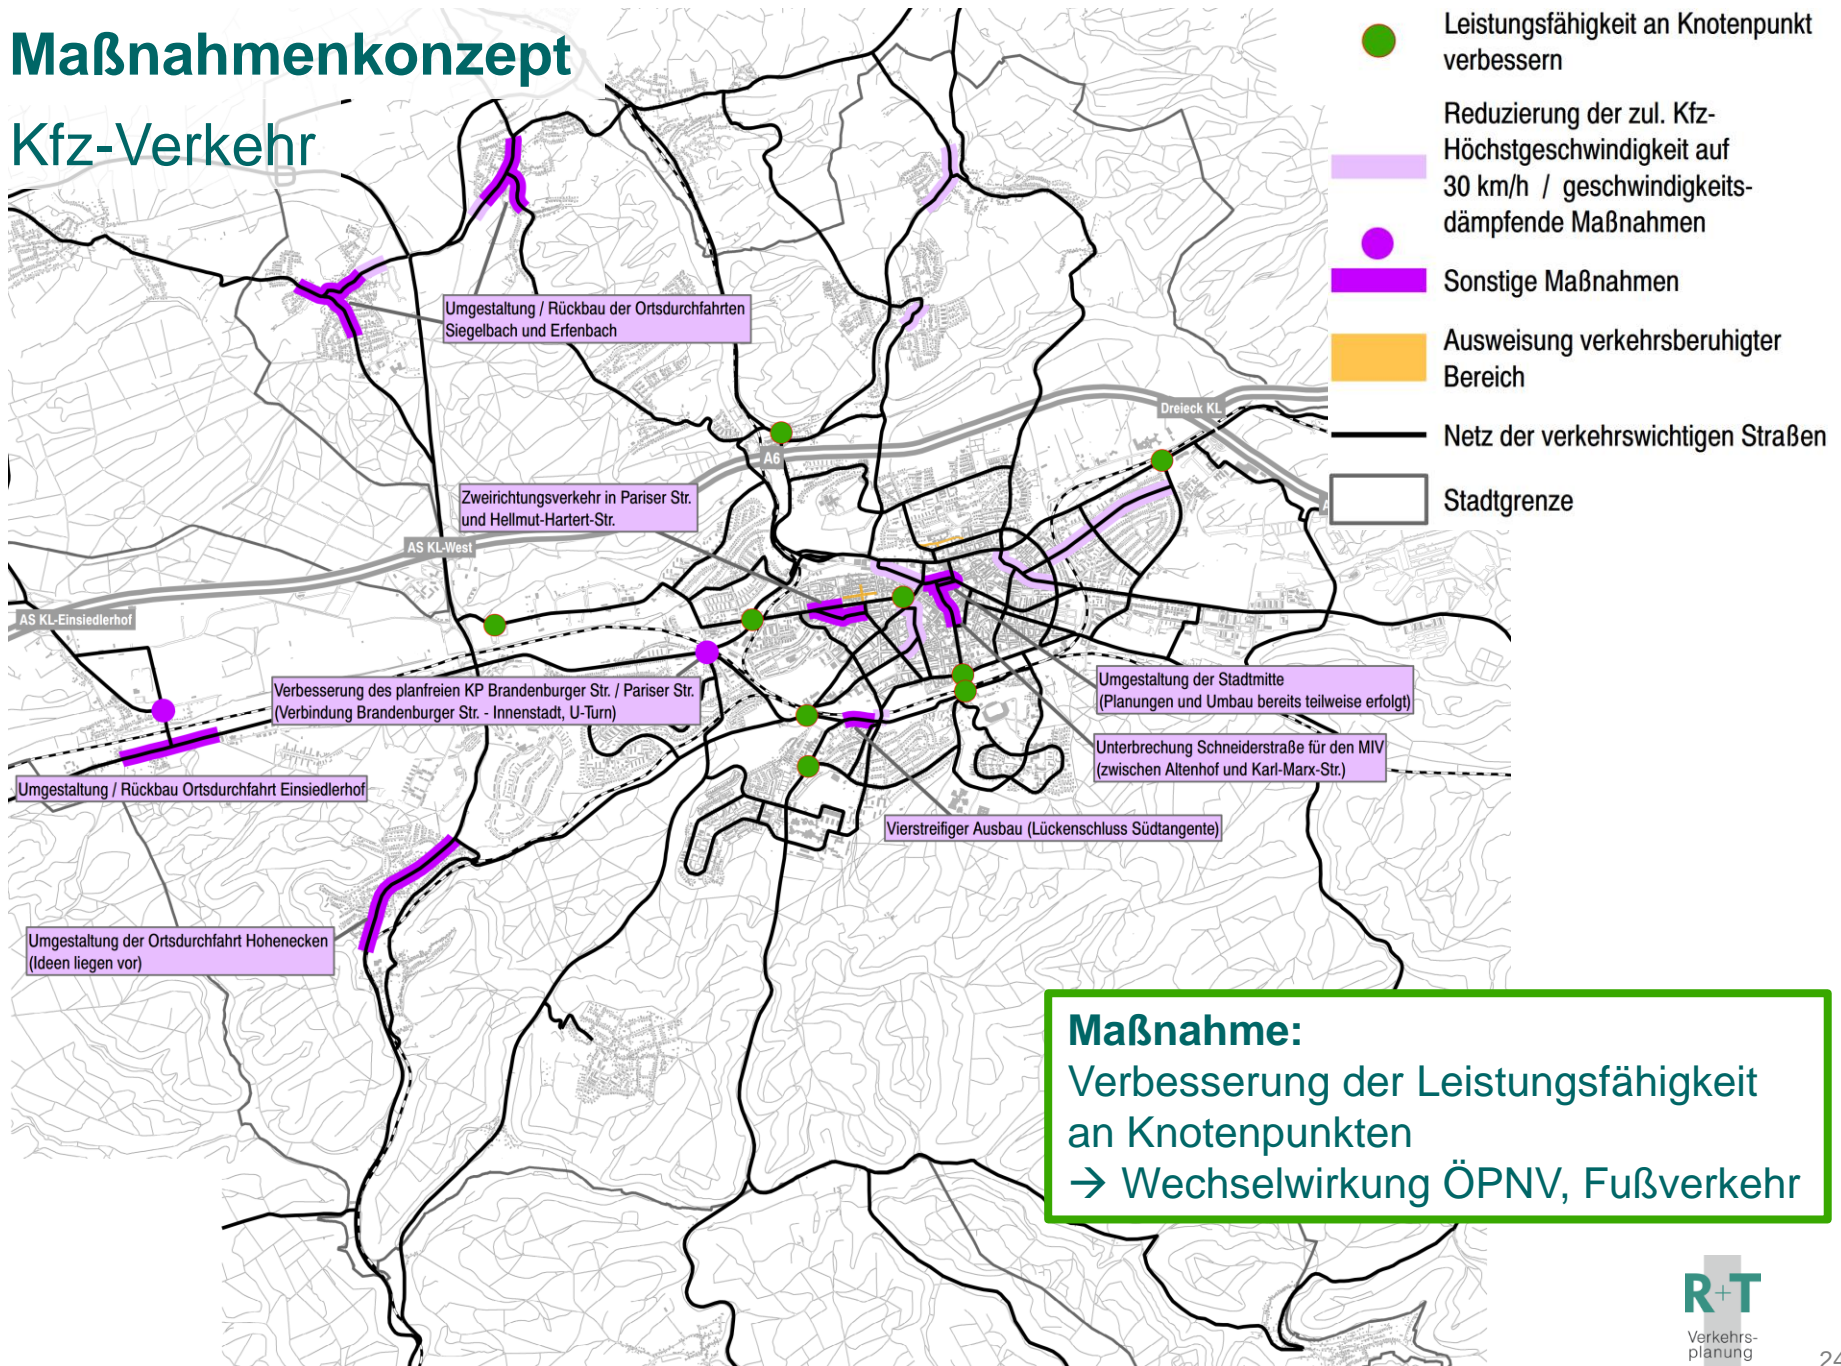 Maßnahmenkonzept
Kfz-Verkehr
Leistungsfähigkeit an Knotenpunkt
verbessern
Reduzierung der zul. Kfz-
Höchstgeschwindigkeit auf
30 km/h / geschwindigkeits-
dämpfende Maßnahmen
Sonstige Maßnahmen
Ausweisung verkehrsberuhigter
Bereich
Netz der verkehrswichtigen Straßen
Stadtgrenze
Umgestaltung / Rückbau der Ortsdurchfahrten
Siegelbach und Erfenbach
Dreieck KL
A6
Zweirichtungsverkehr in Pariser Str.
und Hellmut-Hartert-Str.
AS KL-West
AS KL-Einsiedlerhof
Verbesserung des planfreien KP Brandenburger Str. / Pariser Str.
(Verbindung Brandenburger Str. - Innenstadt, U-Turn)
Umgestaltung der Stadtmitte
(Planungen und Umbau bereits teilweise erfolgt)
Unterbrechung Schneiderstraße für den MIV
(zwischen Altenhof und Karl-Marx-Str.)
Umgestaltung / Rückbau Ortsdurchfahrt Einsiedlerhof
Vierstreifiger Ausbau (Lückenschluss Südtangente)
Umgestaltung der Ortsdurchfahrt Hohenecken
(Ideen liegen vor)
Maßnahme:
Verbesserung der Leistungsfähigkeit
an Knotenpunkten
→ Wechselwirkung ÖPNV, Fußverkehr
R+T
Verkehrs-
planung
24